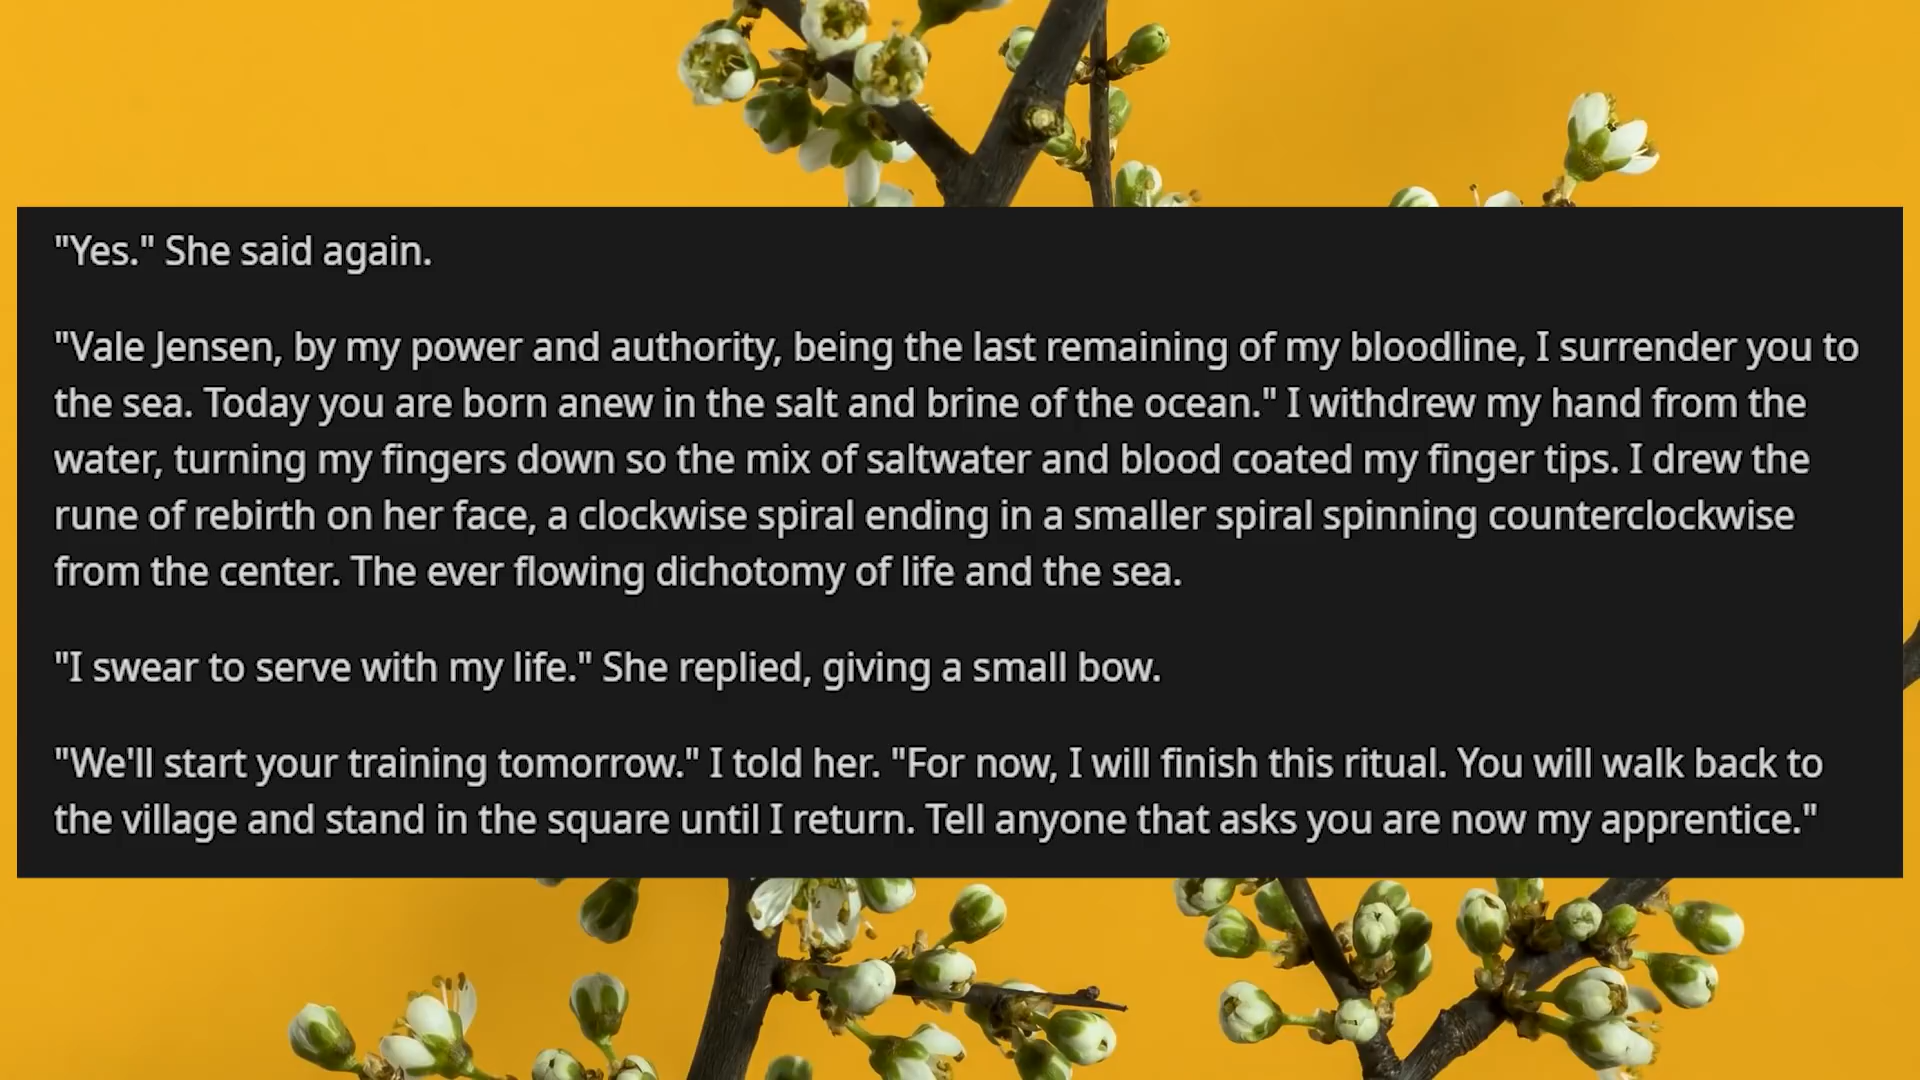 "Yes." She said again.
"Vale Jensen, by my power and authority, being the last remaining of my bloodline, I surrender you to
the sea. Today you are born anew in the salt and brine of the ocean." I withdrew my hand from the
water, turning my fingers down so the mix of saltwater and blood coated my finger tips. I drew the
rune of rebirth on her face, a clockwise spiral ending in a smaller spiral spinning counterclockwise
from the center. The ever flowing dichotomy of life and the sea.
"I swear to serve with my life." She replied, giving a small bow.
"We'll start your training tomorrow." I told her. "For now, I will finish this ritual. You will walk back to
the village and stand in the square until I return. Tell anyone that asks you are now my apprentice."